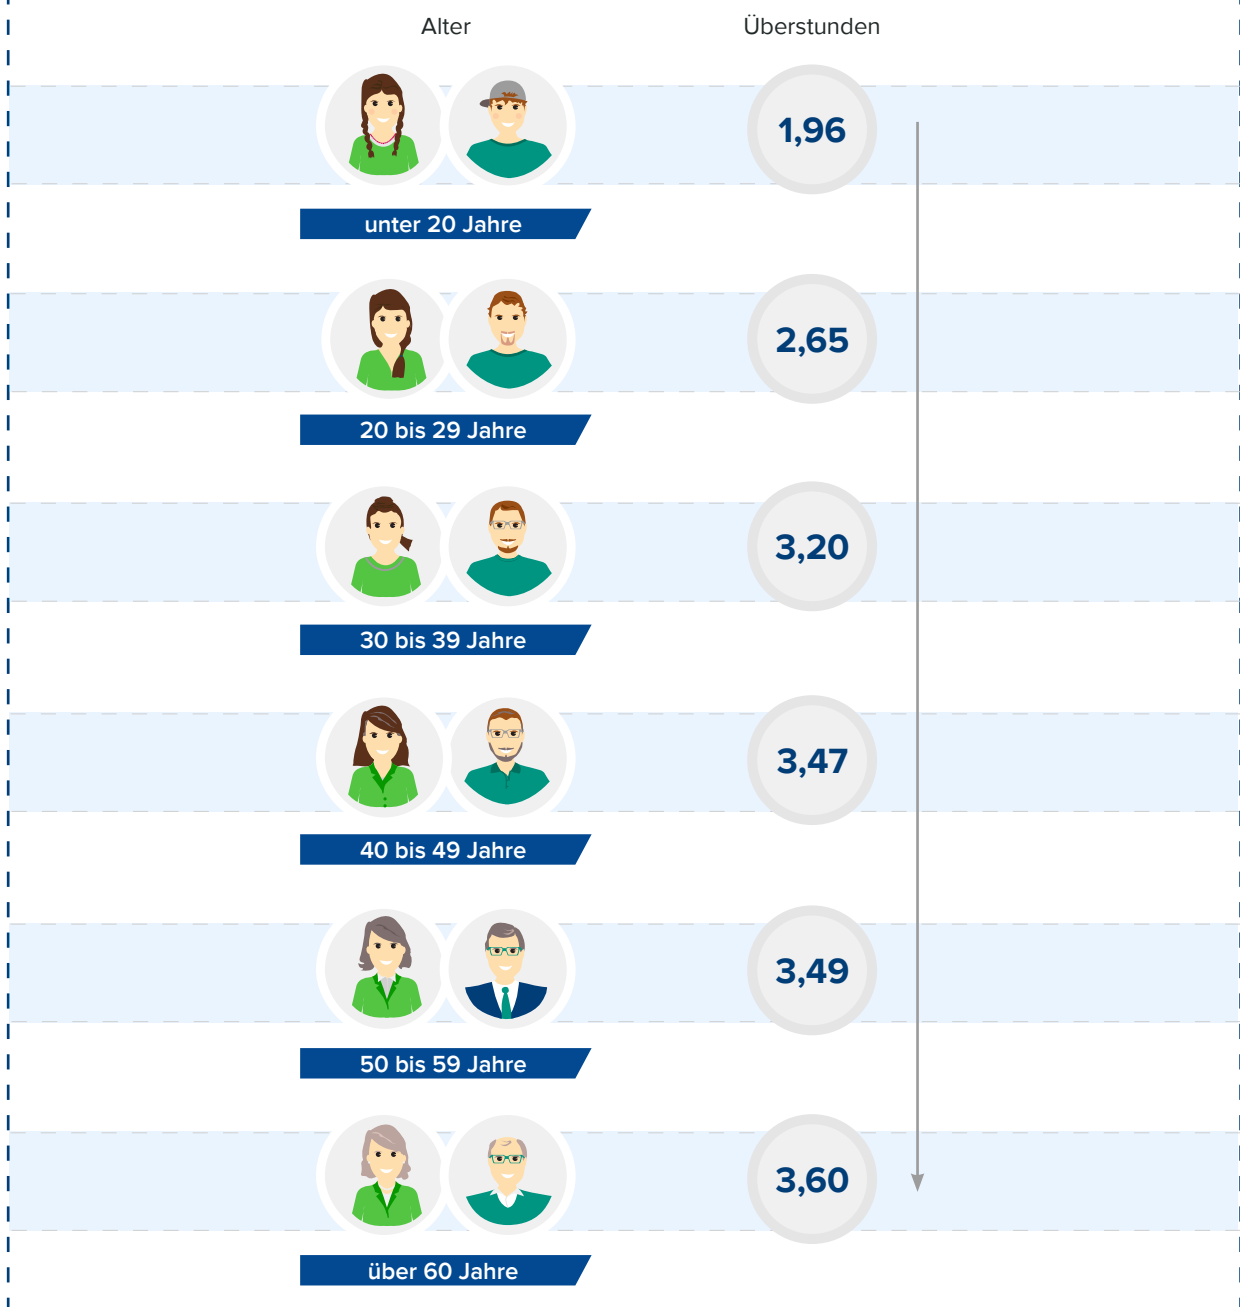 Alter Überstunden
1,96
unter 20 Jahre
2,65
20 bis 29 Jahre
3,20
30 bis 39 Jahre
3,47
40 bis 49 Jahre
3,49
50 bis 59 Jahre
3,60
über 60 Jahre